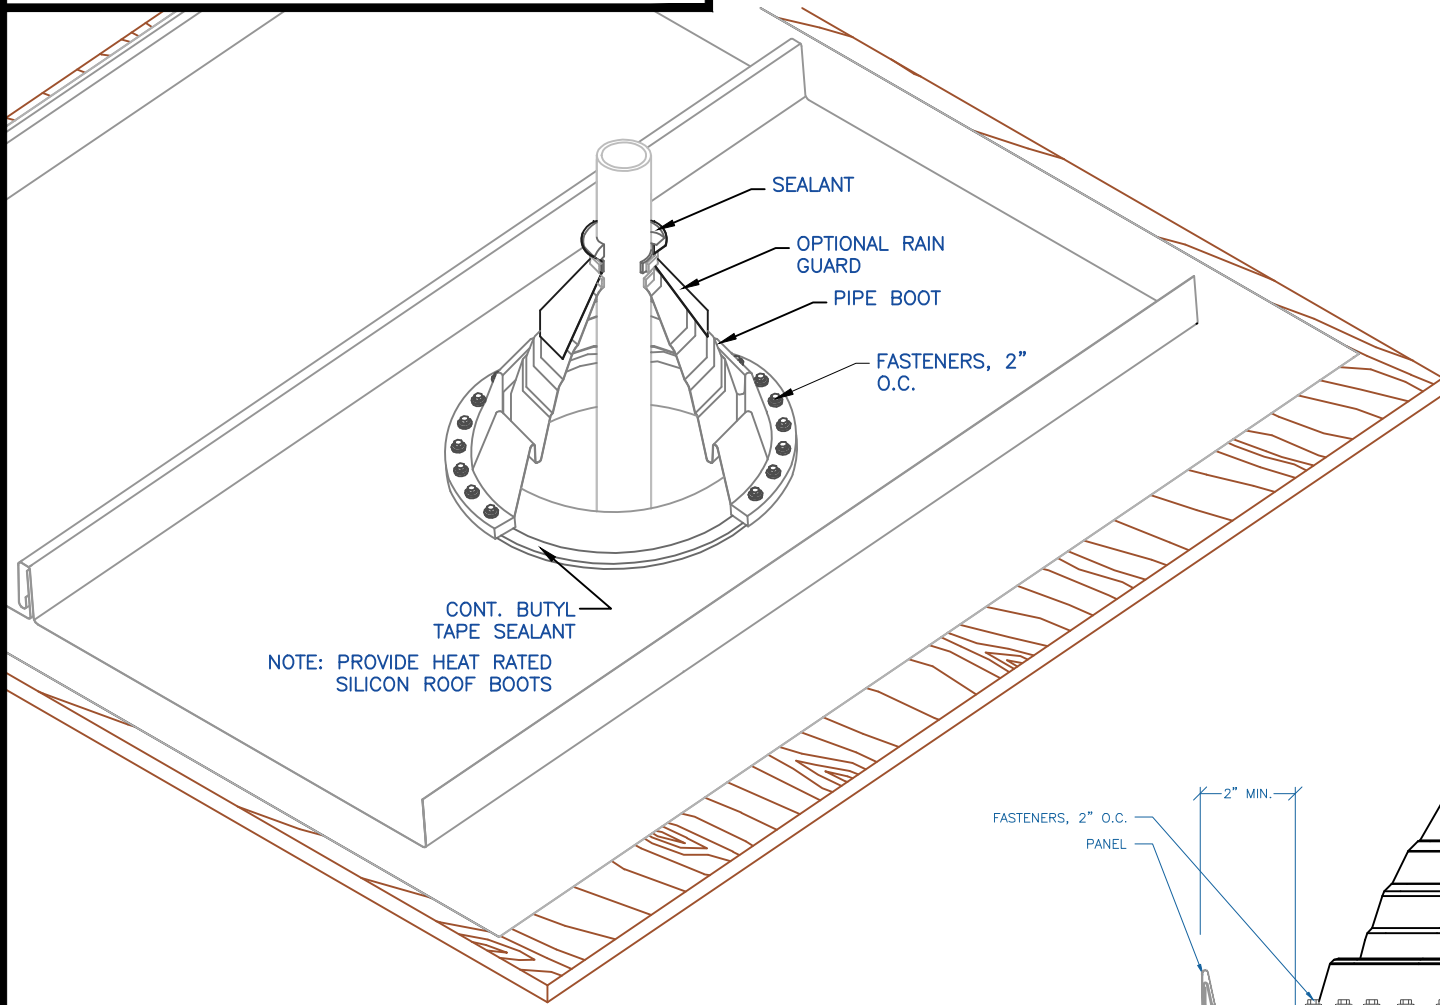 SEALANT
OPTIONAL RAIN
GUARD
PIPE BOOT
FASTENERS, 2”
O.C.
CONT. BUTYL
TAPE SEALANT
NOTE: PROVIDE HEAT RATED
SILICON ROOF BOOTS
2” MIN.
FASTENERS, 2” O.C.
PANEL